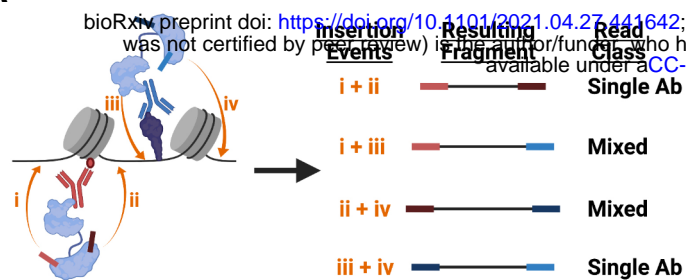 bioRxiv preprint doi: https://doi.org/10.1101/2021.04.27.441642;
was not certified by peer review) is the author/funder, who h
available under aCC-
Insertion Events
Resulting Fragment
Read Class
iii
iv
i
ii
i + ii
Single Ab
i + iii
Mixed
ii + iv
Mixed
iii + iv
Single Ab